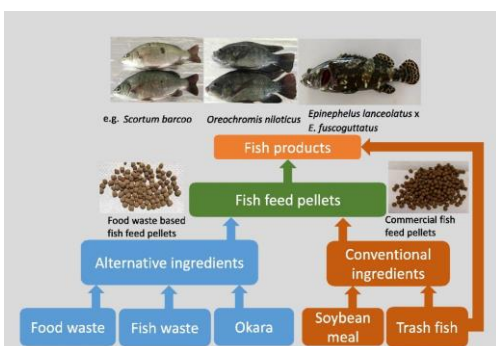 e.g. Scortum barcoo
Oreochromis niloticus
Epinephelus lanceolatus x
E. fuscoguttatus
Fish products
Food waste based
fish feed pellets
Fish feed pellets
Commercial fish
feed pellets
Alternative ingredients
Conventional
ingredients
Food waste
Fish waste
Okara
Soybean
meal
Trash fish